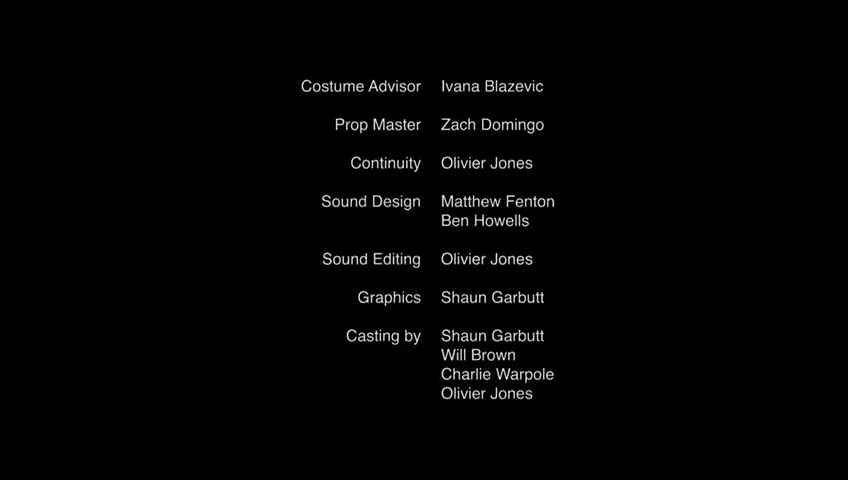 Costume Advisor Ivana Blazevic
Prop Master Zach Domingo
Continuity Olivier Jones
Sound Design Matthew Fenton
Ben Howells
Sound Editing Olivier Jones
Graphics Shaun Garbutt
Casting by Shaun Garbutt
Will Brown
Charlie Warpole
Olivier Jones